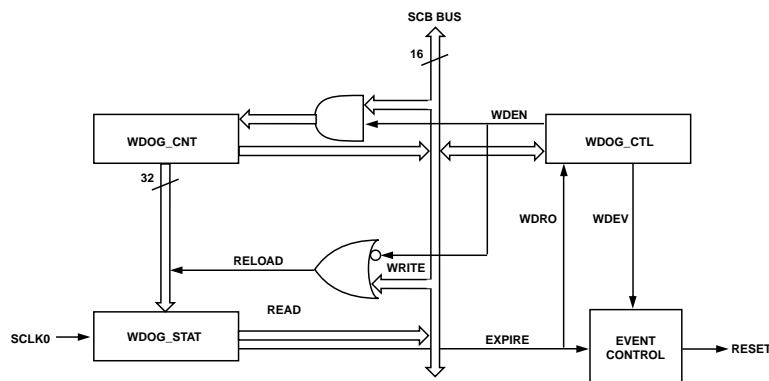 SCB BUS
16
WDEN
WDOG_CNT
WDOG_CTL
32
WDRO
WDEV
RELOAD
WRITE
READ
SCLK0
WDOG_STAT
EXPIRE
EVENT
CONTROL
RESET